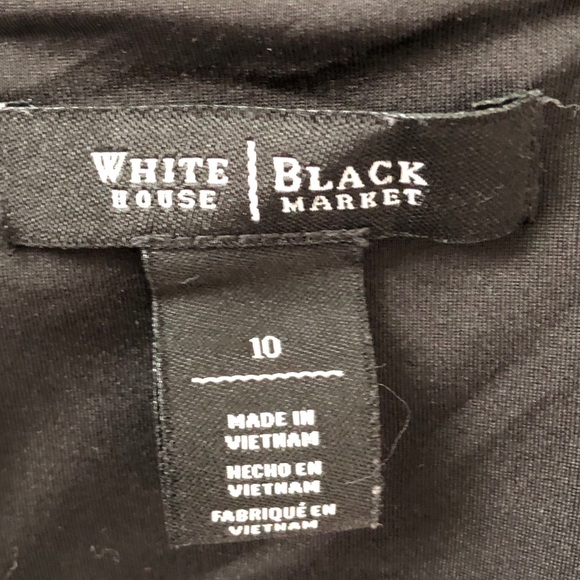 WHITE | BLACK
HOUSE MARKET
10
MADE IN
VIETNAM
HECHO EN
VIETNAM
FABRIQUÉ EN
VIETNAM